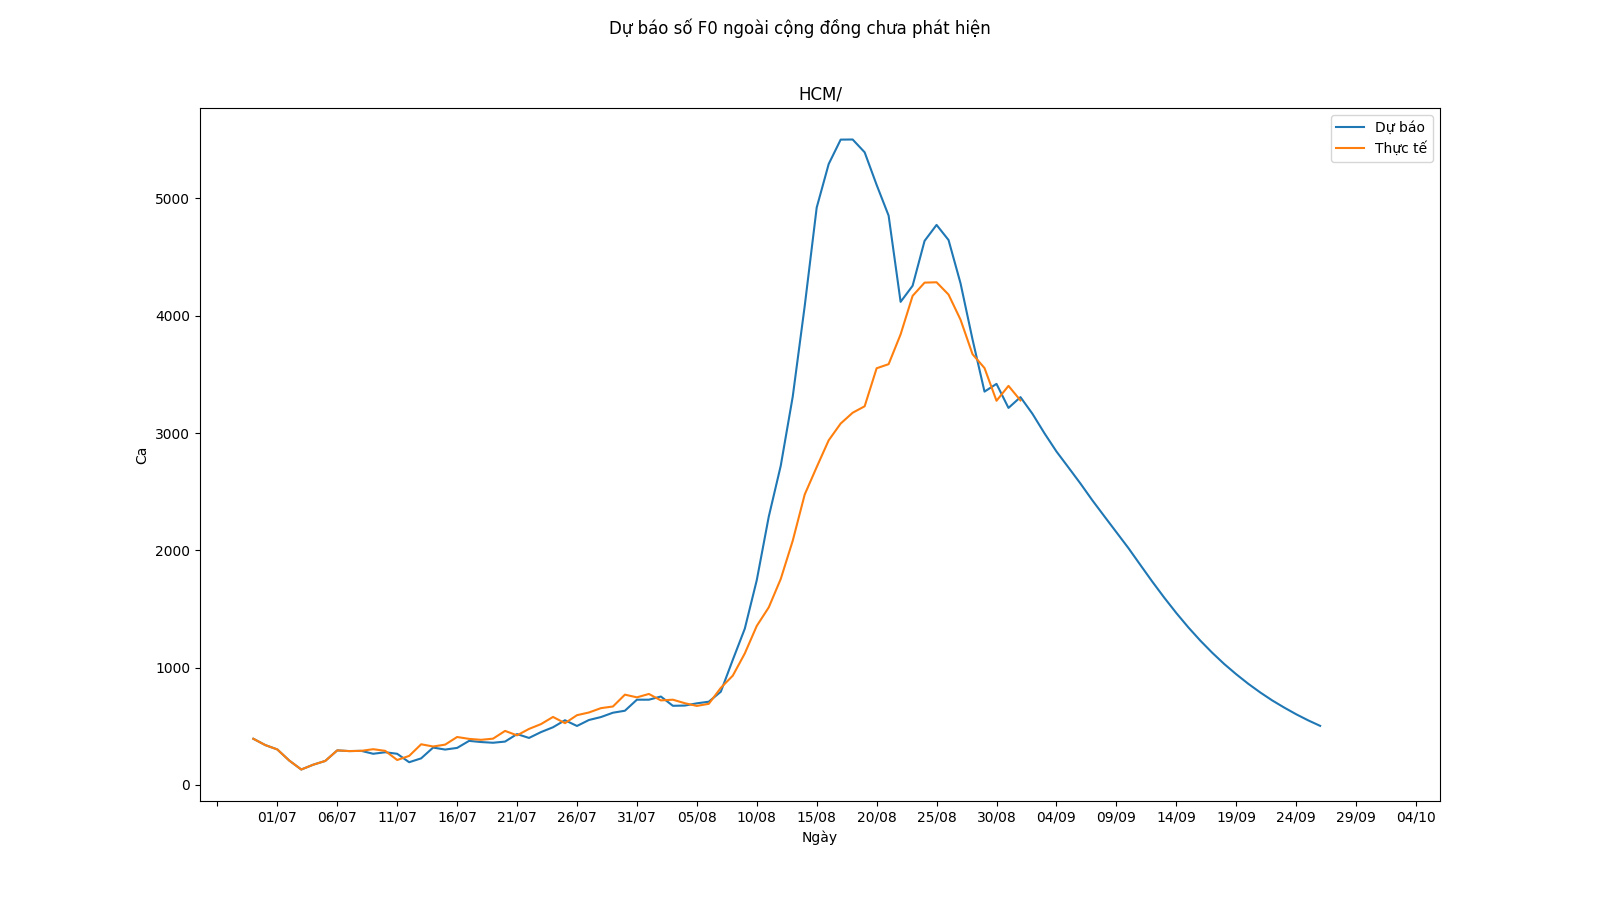 Dự báo số F0 ngoài cộng đồng chưa phát hiện
HCM/
Dự báo
Thực tế
5000
4000
3000
2000
1000
0
Ca
01/07 06/07 11/07 16/07 21/07 26/07 31/07 05/08 10/08 15/08 20/08 25/08 30/08 04/09 09/09 14/09 19/09 24/09 29/09 04/10
Ngày